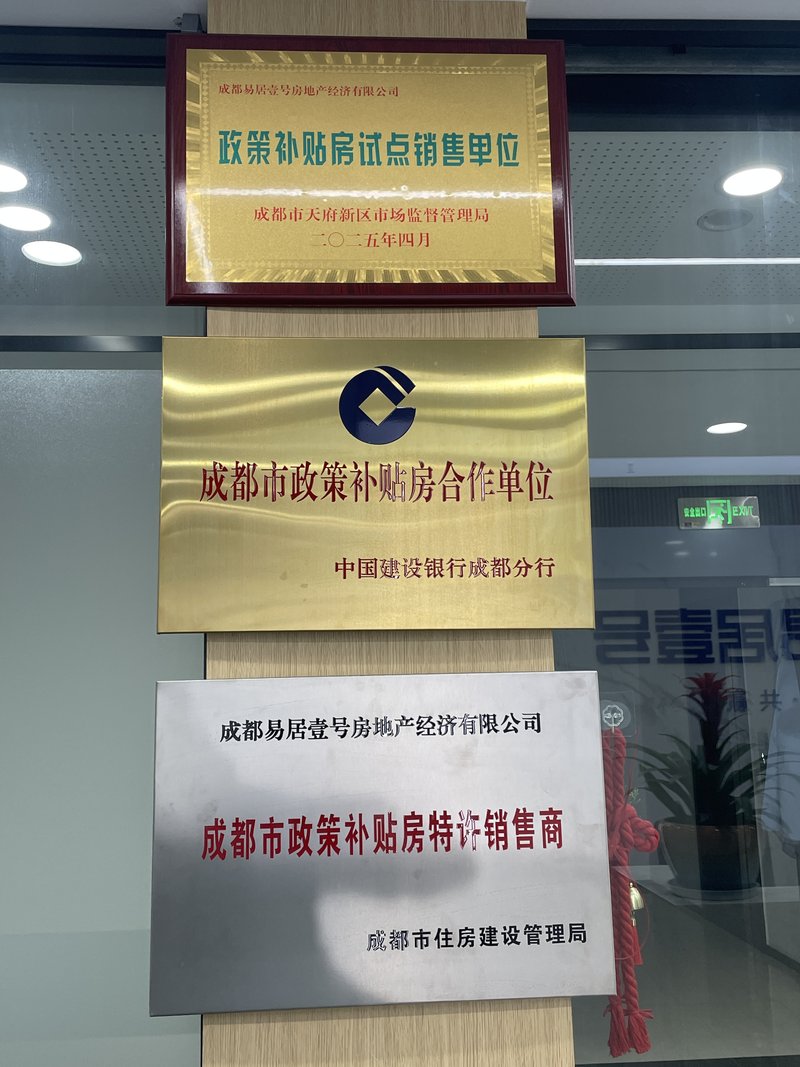 成都易居壹号房地产经济有限公司
政策补贴房试点销售单位
成都市天府新区市场监督管理局
二〇二五年四月
成都市政策补贴房合作单位
中国建设银行成都分行
安全出口 EXIT
易居壹号
共
成都易居壹号房地产经济有限公司
成都市政策补贴房特许销售商
成都市住房建设管理局